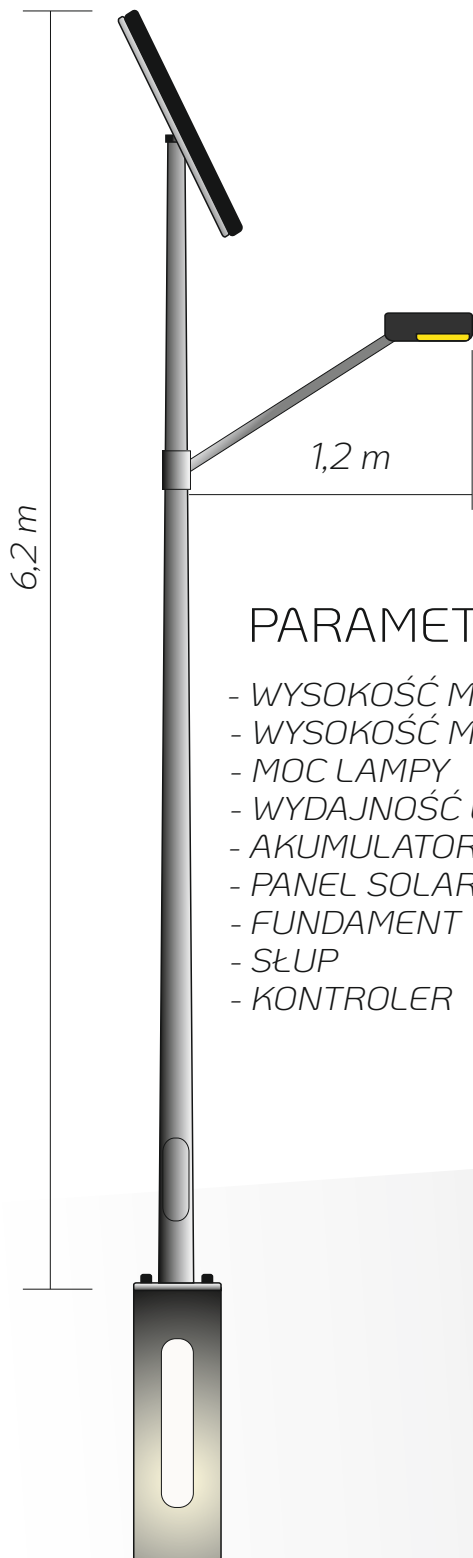 1,2 m
6,2 m
PARAMET
- WYSOKOŚĆ M
- WYSOKOŚĆ M
- MOC LAMPY
- WYDAJNOŚĆ
- AKUMULATOR
- PANEL SOLAR
- FUNDAMENT
- SŁUP
- KONTROLER